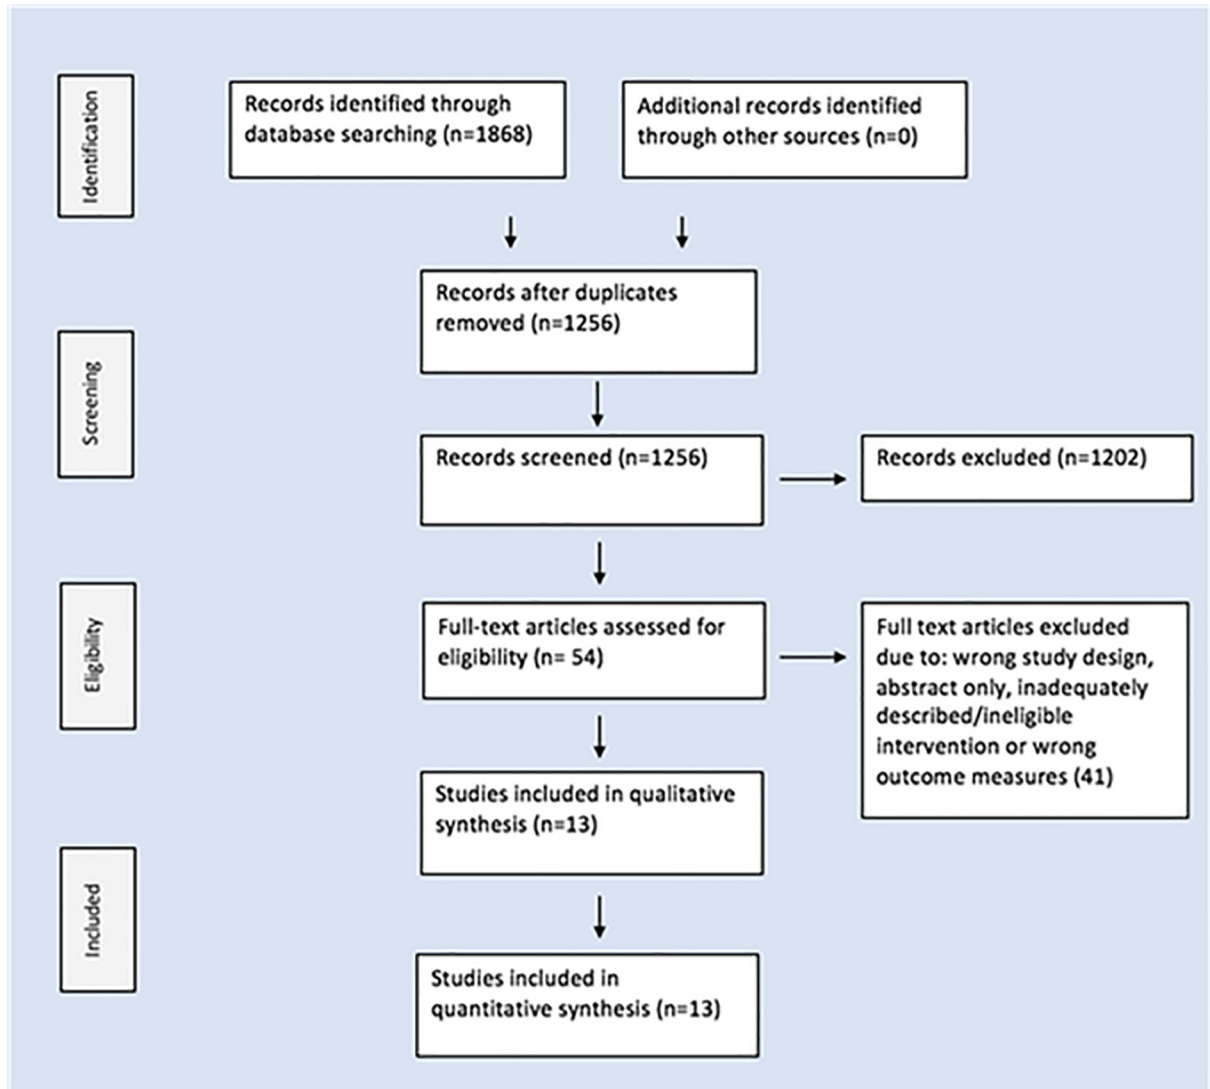 Identification
Records identified through
database searching (n=1868)
Additional records identified
through other sources (n=0)
Records after duplicates
removed (n=1256)
Screening
Records screened (n=1256)
Records excluded (n=1202)
Eligibility
Full-text articles assessed for
eligibility (n= 54)
Full text articles excluded
due to: wrong study design,
abstract only, inadequately
described/ineligible
intervention or wrong
outcome measures (41)
Studies included in qualitative
synthesis (n=13)
Included
Studies included in
quantitative synthesis (n=13)